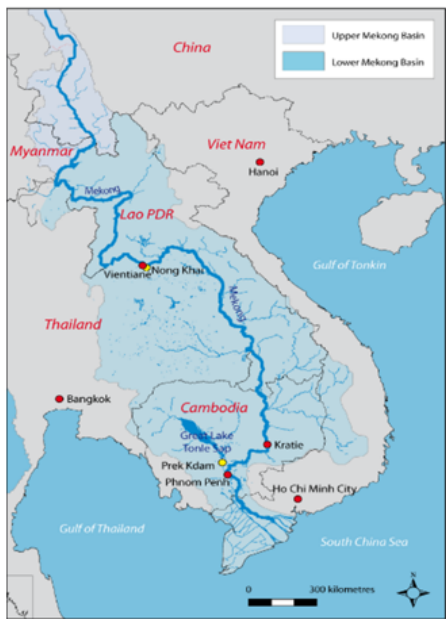 China
Upper Mekong Basin
Lower Mekong Basin
Myanmar
Viet Nam
Hanoi
Mekong
Lao PDR
Gulf of Tonkin
Vientiane
Nong Khai
Mekong
Thailand
Bangkok
Cambodia
Great Lake
Tonle Sap
Kratie
Prek Kdam
Phnom Penh
Ho Chi Minh City
Gulf of Thailand
South China Sea
N
0 300 kilometres